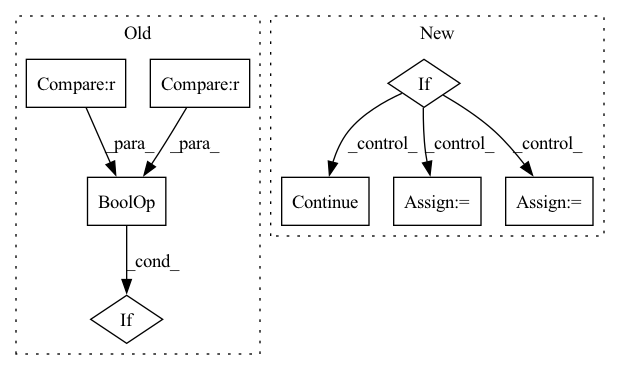 Old
New
Compare:r
Compare:r
If
_para_
_para_
_control_
_control_
_control_
BoolOp
Continue
Assign:=
Assign:=
_cond_
If